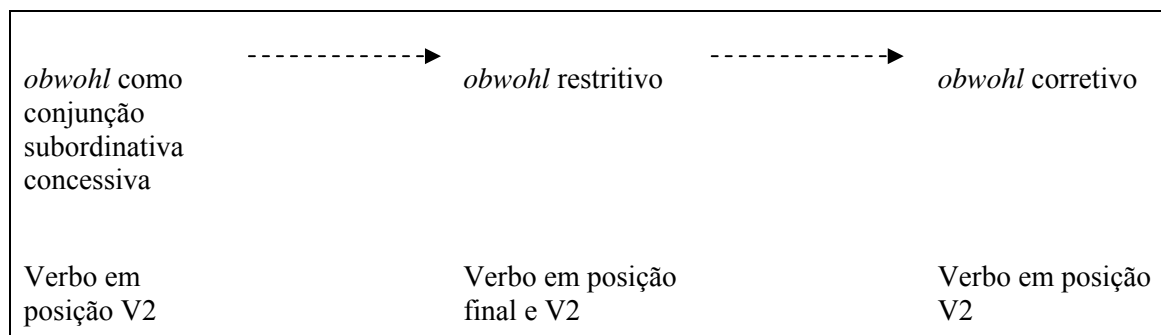 obwohl como
conjunção
subordinativa
concessiva
obwohl restritivo
obwohl corretivo
Verbo em
posição V2
Verbo em posição
final e V2
Verbo em posição
V2